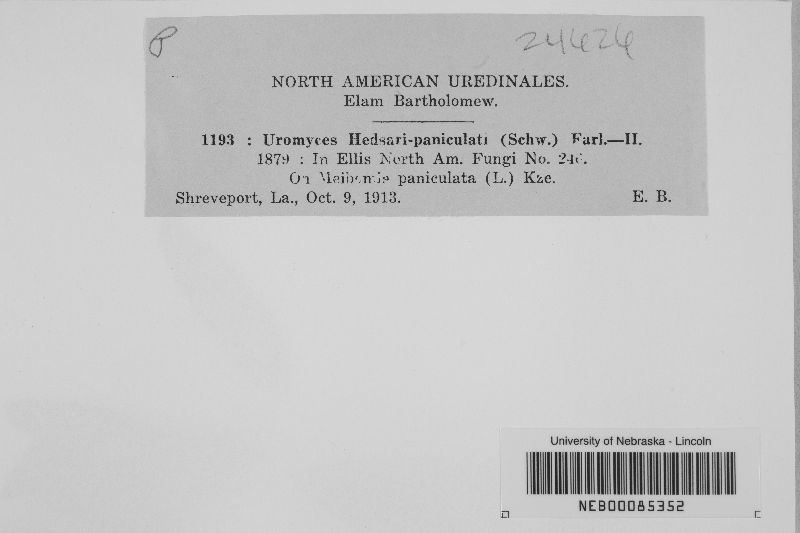 P
24624
NORTH AMERICAN UREDINALES.
Elam Bartholomew.
1193 : Uromyces Hedsari-paniculati (Schw.) Farl.—II.
1879 : In Ellis North Am. Fungi No. 246.
On Meibomia paniculata (L.) Kze.
Shreveport, La., Oct. 9, 1913. E. B.
University of Nebraska - Lincoln
NEB00085352